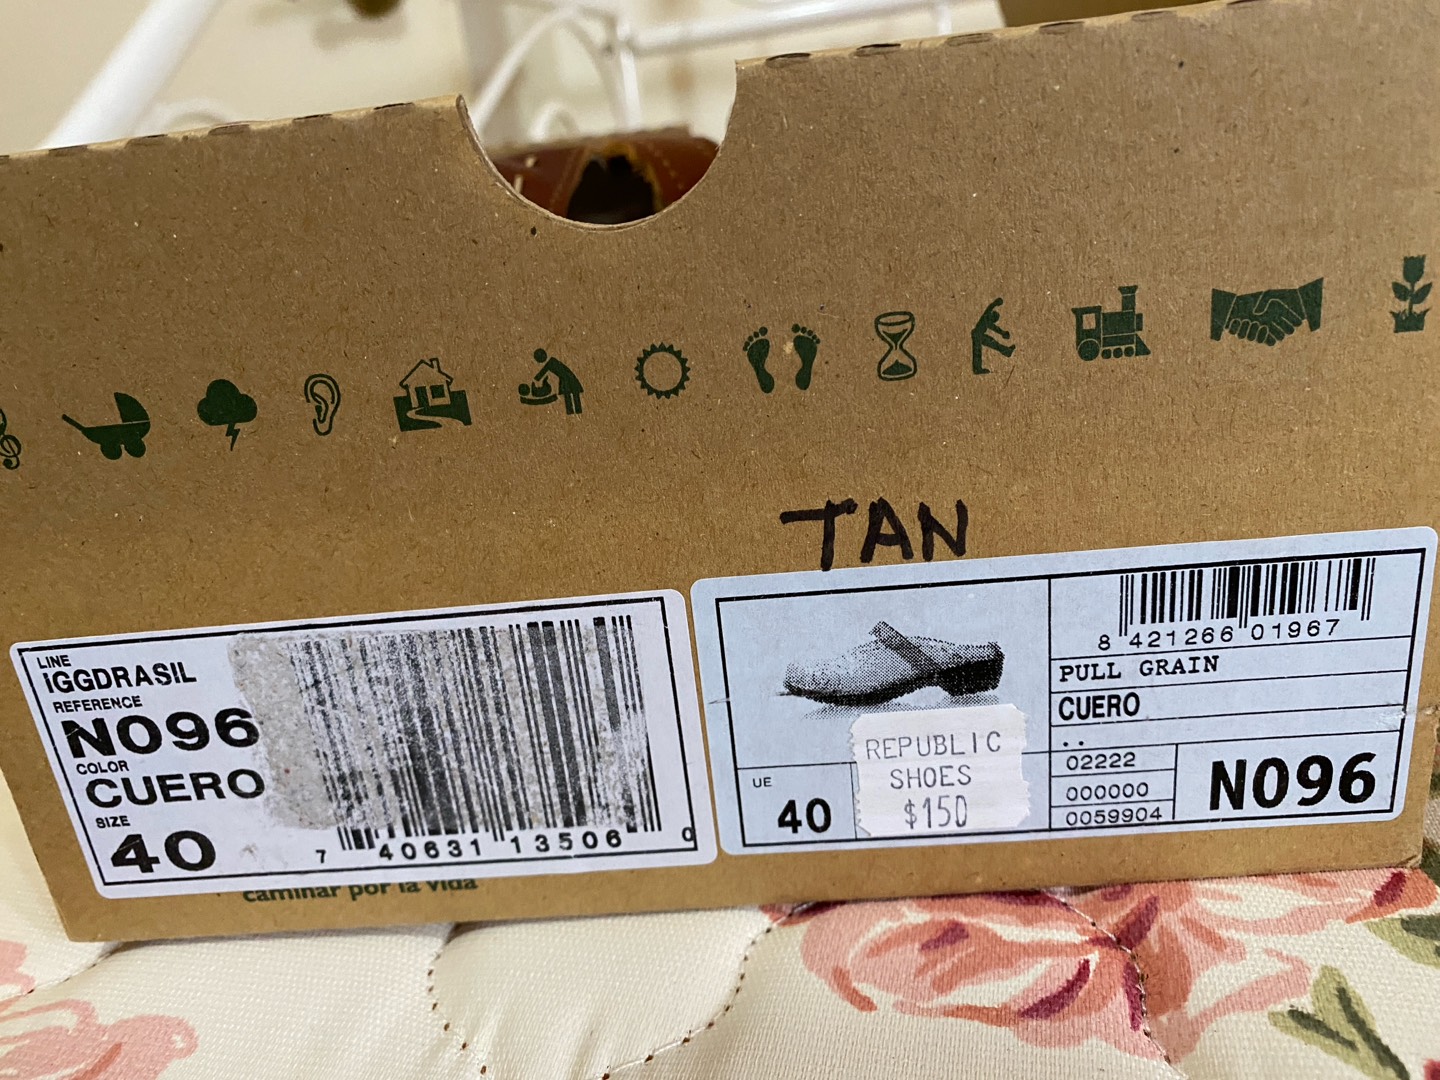 TAN
LINE
IGGDRASIL
REFERENCE
N096
COLOR
CUERO
SIZE
40
7 40631 13506 0
caminar por la vida
8 421266 01967
PULL GRAIN
CUERO
..
02222
000000
0059904
N096
UE
40
REPUBLIC
SHOES
$150